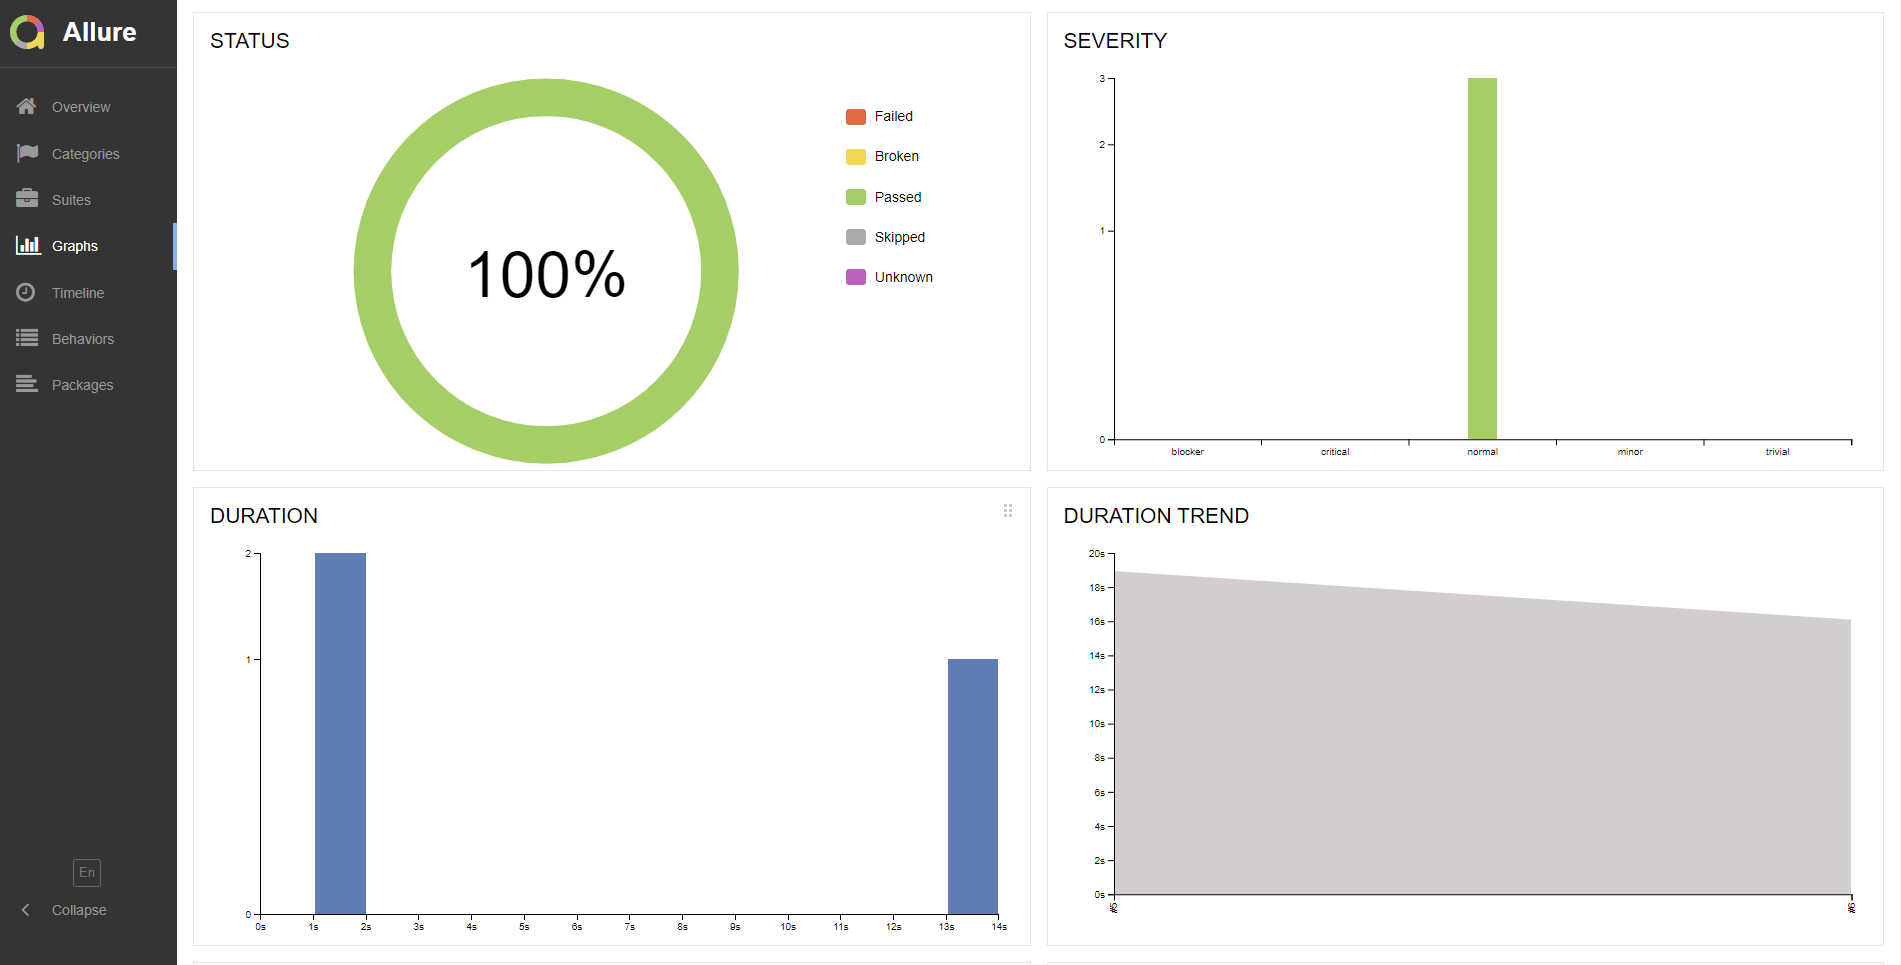 Allure
Overview
Categories
Suites
Graphs
Timeline
Behaviors
Packages
En
Collapse
STATUS
100%
Failed
Broken
Passed
Skipped
Unknown
SEVERITY
3
2
1
0
blocker critical normal minor trivial
DURATION
2
1
0
0s 1s 2s 3s 4s 5s 6s 7s 8s 9s 10s 11s 12s 13s 14s
DURATION TREND
20s
18s
16s
14s
12s
10s
8s
6s
4s
2s
0s
#5 #6